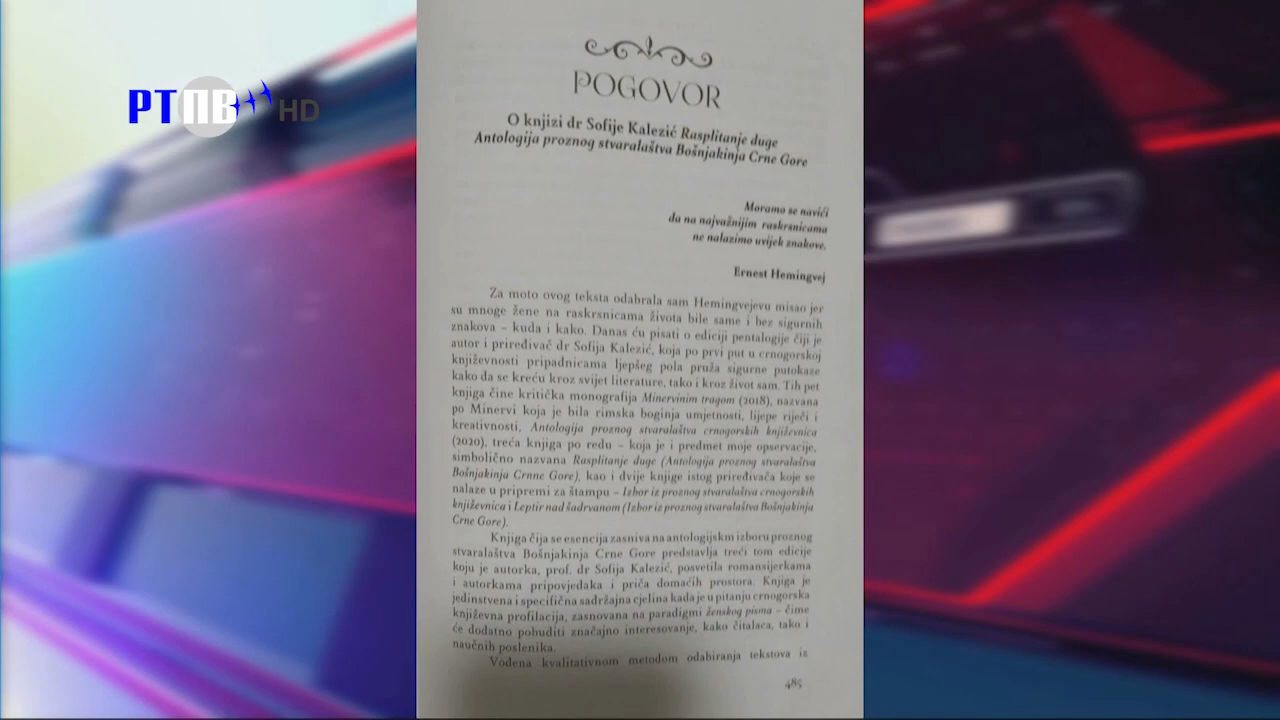 РТПВ HD
POGOVOR
O knjizi dr Sofije Kalezić Rasplitanje duge
Antologija proznog stvaralaštva Bošnjakinja Crne Gore
Moramo se navići
da na najvažnijim raskrsnicama
ne nalazimo uvijek znakove.
Ernest Hemingvej
Za moto ovog teksta odabrala sam Hemingvejevu misao jer
su mnoge žene na raskrsnicama života bile same i bez sigurnih
znakova – kuda i kako. Danas ću pisati o ediciji pentalogije čiji je
autor i priređivač dr Sofija Kalezić, koja po prvi put u crnogorskoj
književnosti pripadnicama ljepšeg pola pruža sigurne putokaze
kako da se kreću kroz svijet literature, tako i kroz život sam. Tih pet
knjiga čine kritička monografija Minervinim tragom (2018), nazvana
po Minervi koja je bila rimska boginja umjetnosti, lijepe riječi i
kreativnosti, Antologija proznog stvaralaštva crnogorskih književnica
(2020), treća knjiga po redu – koja je i predmet moje opservacije,
simbolično nazvana Rasplitanje duge (Antologija proznog stvaralaštva
Bošnjakinja Crnne Gore), kao i dvije knjige istog priređivača koje se
nalaze u pripremi za štampu – Izbor iz proznog stvaralaštva crnogorskih
književnica i Leptir nad šadrvanom (Izbor iz proznog stvaralaštva Bošnjakinja
Crne Gore).
Knjiga čija se esencija zasniva na antologijskm izboru proznog
stvaralaštva Bošnjakinja Crne Gore predstavlja treći tom edicije
koju je autorka, prof. dr Sofija Kalezić, posvetila romansijerkama
i autorkama pripovjedaka i priča domaćih prostora. Knjiga je
jedinstvena i specifična sadržajna cjelina kada je u pitanju crnogorska
književna profilacija, zasnovana na paradigmi ženskog pisma – čime
će dodatno pobuditi značajno interesovanje, kako čitalaca, tako i
naučnih poslenika.
Vođena kvalitativnom metodom odabiranja tekstova iz
485